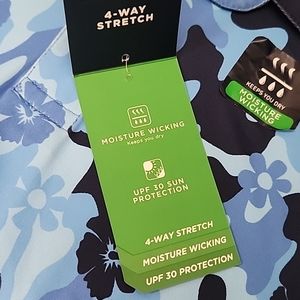 4-WAY
STRETCH
MOISTURE WICKING
Keeps you dry
UPF 30 SUN
PROTECTION
4-WAY STRETCH
MOISTURE WICKING
UPF 30 PROTECTION
KEEPS YOU DRY
MOISTURE
WICKING